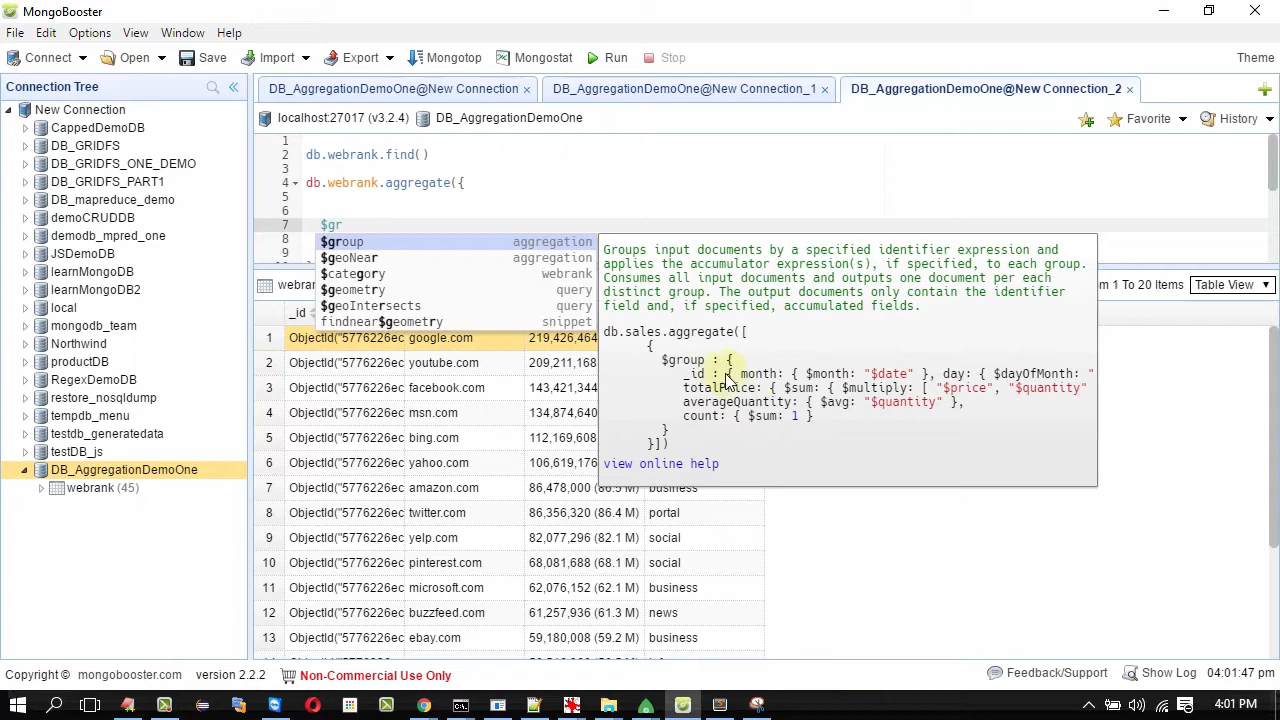 MongoBooster
File Edit Options View Window Help
Connect Open Save Import Export Mongotop Mongostat Run Stop Theme
Connection Tree
DB_AggregationDemoOne@New Connection × DB_AggregationDemoOne@New Connection_1 × DB_AggregationDemoOne@New Connection_2 ×
localhost:27017 (v3.2.4) DB_AggregationDemoOne Favorite History
New Connection
CappedDemoDB
DB_GRIDFS
DB_GRIDFS_ONE_DEMO
DB_GRIDFS_PART1
DB_mapreduce_demo
demoCRUDDB
demodb_mpred_one
JSDemoDB
learnMongoDB
learnMongoDB2
local
mongodb_team
Northwind
productDB
RegexDemoDB
restore_nosqldump
tempdb_menu
testdb_generatedata
testDB_js
DB_AggregationDemoOne
webrank (45)
1
2 db.webrank.find()
3
4 db.webrank.aggregate({
5
6
7 $gr
8
9
$group aggregation
$geoNear aggregation
$category webrank
$geometry query
$geoIntersects query
findnear$geometry snippet
Groups input documents by a specified identifier expression and
applies the accumulator expression(s), if specified, to each group.
Consumes all input documents and outputs one document per each
distinct group. The output documents only contain the identifier
field and, if specified, accumulated fields.
db.sales.aggregate([
{
$group : {
_id : { month: { $month: "$date" }, day: { $dayOfMonth: "
totalPrice: { $sum: { $multiply: [ "$price", "$quantity"
averageQuantity: { $avg: "$quantity" },
count: { $sum: 1 }
}
}])
view online help
webran m 1 To 20 Items Table View
_id
1 ObjectId("5776226ec google.com 219,426,464
2 ObjectId("5776226ec youtube.com 209,211,168
3 ObjectId("5776226ec facebook.com 143,421,344
4 ObjectId("5776226ec msn.com 134,874,640
5 ObjectId("5776226ec bing.com 112,169,608
6 ObjectId("5776226ec yahoo.com 106,619,176
7 ObjectId("5776226ec amazon.com 86,478,000 (86.5 M) business
8 ObjectId("5776226ec twitter.com 86,356,320 (86.4 M) portal
9 ObjectId("5776226ec yelp.com 82,077,296 (82.1 M) social
10 ObjectId("5776226ec pinterest.com 68,081,688 (68.1 M) social
11 ObjectId("5776226ec microsoft.com 62,076,152 (62.1 M) business
12 ObjectId("5776226ec buzzfeed.com 61,257,936 (61.3 M) news
13 ObjectId("5776226ec ebay.com 59,180,008 (59.2 M) business
Copyright © mongobooster.com version 2.2.2 Non-Commercial Use Only Feedback/Support Show Log 04:01:47 pm
4:01 PM